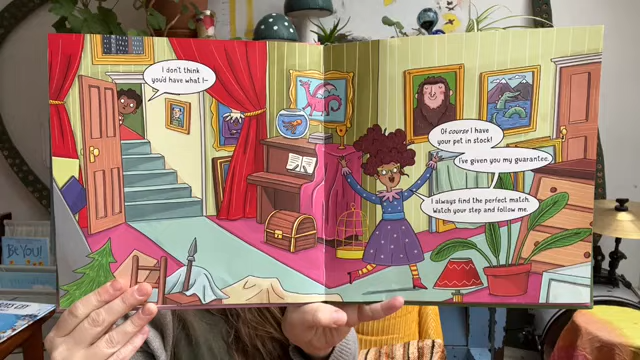 I don't think
you'd have what I–
Of course I have
your pet in stock!
I've given you my guarantee.
I always find the perfect match.
Watch your step and follow me.
Be
YOU!